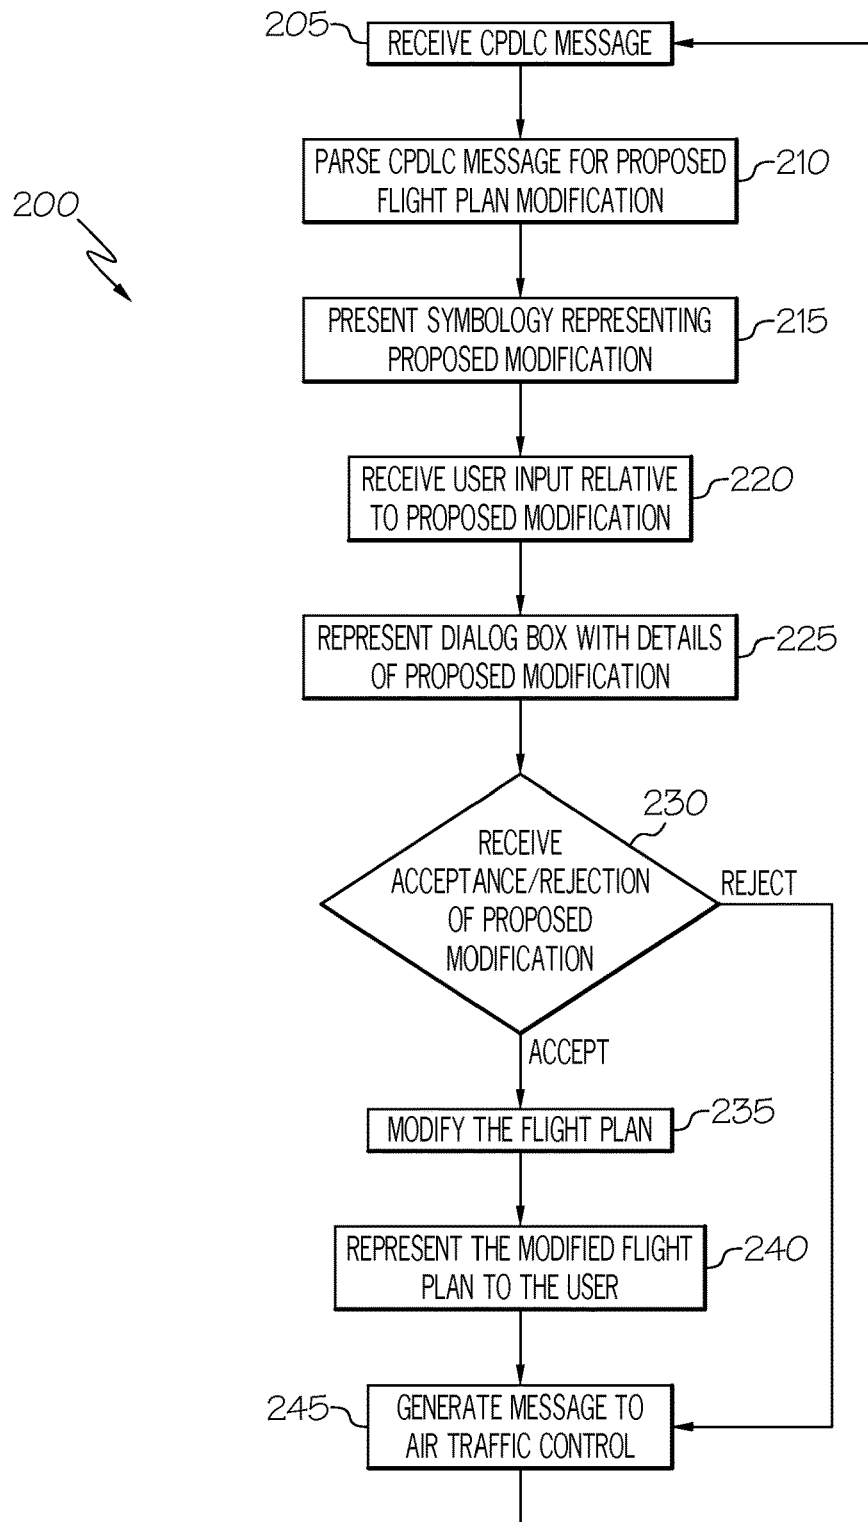 205
RECEIVE CPDLC MESSAGE
PARSE CPDLC MESSAGE FOR PROPOSED
FLIGHT PLAN MODIFICATION
210
200
PRESENT SYMBOLOGY REPRESENTING
PROPOSED MODIFICATION
215
RECEIVE USER INPUT RELATIVE
TO PROPOSED MODIFICATION
220
REPRESENT DIALOG BOX WITH DETAILS
OF PROPOSED MODIFICATION
225
230
RECEIVE
ACCEPTANCE/REJECTION
OF PROPOSED
MODIFICATION
REJECT
ACCEPT
MODIFY THE FLIGHT PLAN
235
REPRESENT THE MODIFIED FLIGHT
PLAN TO THE USER
240
245
GENERATE MESSAGE TO
AIR TRAFFIC CONTROL